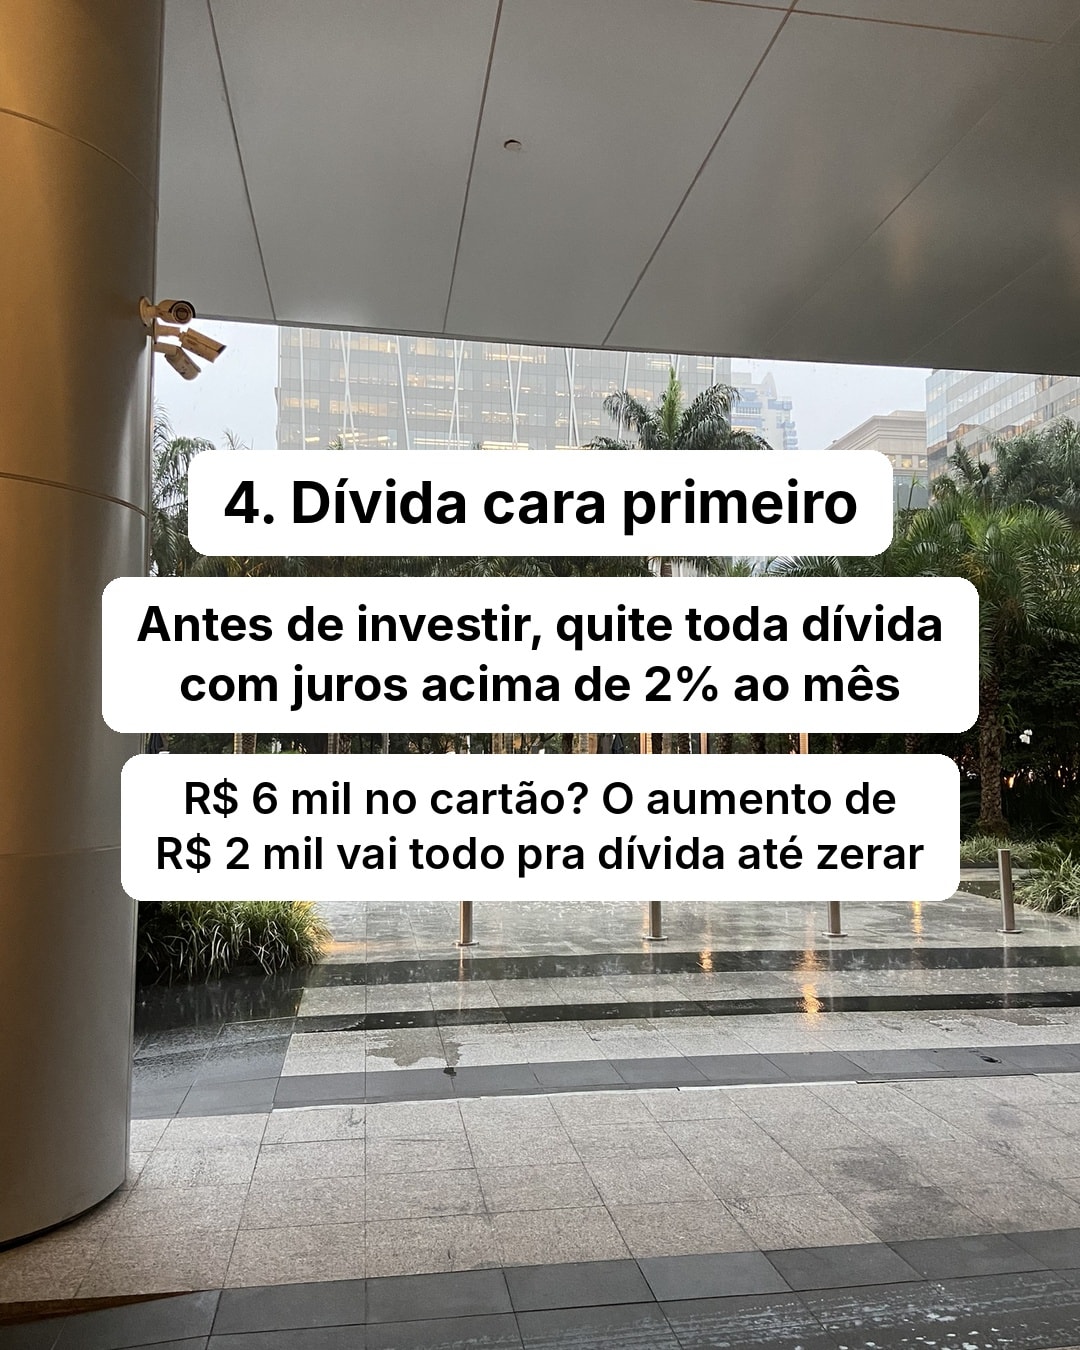 4. Dívida cara primeiro
Antes de investir, quite toda dívida
com juros acima de 2% ao mês
R$ 6 mil no cartão? O aumento de
R$ 2 mil vai todo pra dívida até zerar